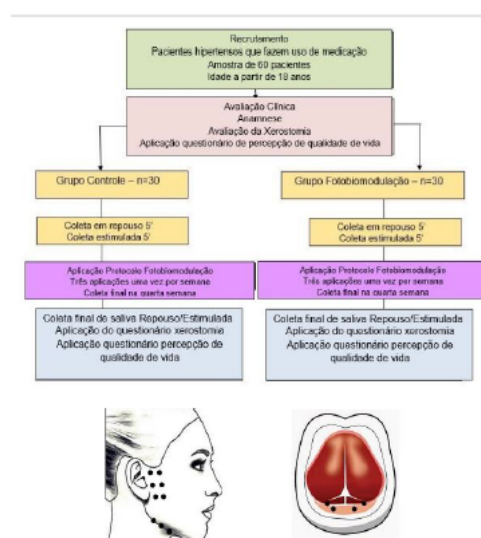 Recrutamento
Pacientes hipertensos que fazem uso de medicação
Amostra de 60 pacientes
Idade a partir de 18 anos
Avaliação Clínica
Anamnese
Avaliação da Xerostomia
Aplicação questionário de percepção de qualidade de vida
Grupo Controle – n=30
Grupo Fotobiomodulação – n=30
Coleta em repouso 5'
Coleta estimulada 5'
Coleta em repouso 5'
Coleta estimulada 5'
Aplicação Protocolo Fotobiomodulação
Três aplicações uma vez por semana
Coleta final na quarta semana
Aplicação Protocolo Fotobiomodulação
Três aplicações uma vez por semana
Coleta final na quarta semana
Coleta final de saliva Repouso/Estimulada
Aplicação do questionário xerostomia
Aplicação questionário percepção de
qualidade de vida
Coleta final de saliva Repouso/Estimulada
Aplicação do questionário xerostomia
Aplicação questionário percepção de
qualidade de vida